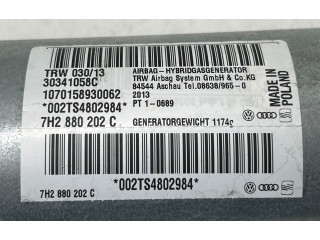 TRW 030/13
30341058C
1070158930062
*002TS4802984*
7H2 880 202 C
AIRBAG-HYBRIDGASGENERATOR
TRW Airbag System GmbH & Co.KG
84544 Aschau Tel.08638/965-0
2013
PT 1-0689
GENERATORGEWICHT 1174g
MADE IN
POLAND
7H2 880 202 C
*002TS4802984*